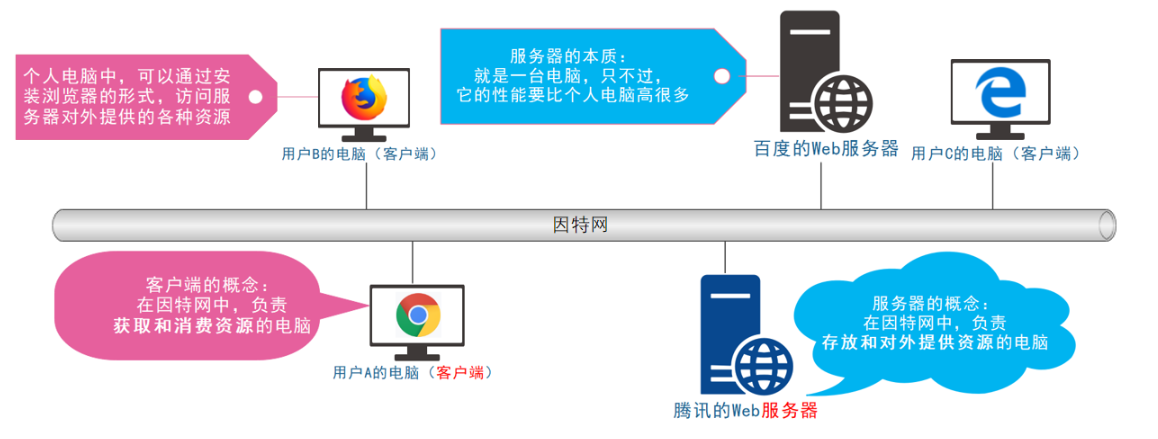 个人电脑中，可以通过安
装浏览器的形式，访问服
务器对外提供的各种资源
用户B的电脑（客户端）
服务器的本质：
就是一台电脑，只不过，
它的性能要比个人电脑高很多
百度的Web服务器
用户C的电脑（客户端）
因特网
客户端的概念：
在因特网中，负责
获取和消费资源的电脑
用户A的电脑（客户端）
腾讯的Web服务器
服务器的概念：
在因特网中，负责
存放和对外提供资源的电脑